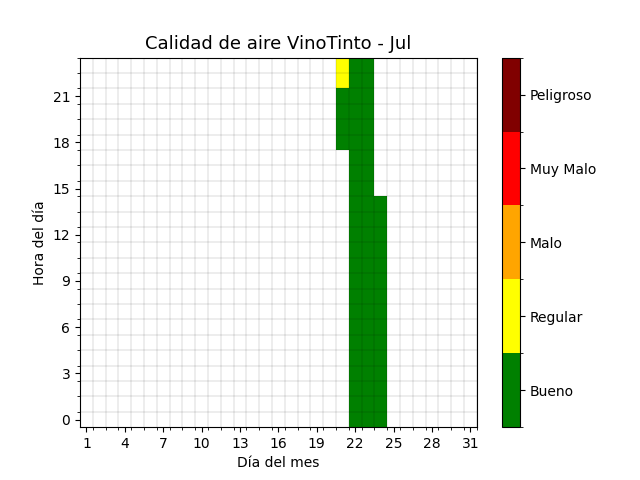 Calidad de aire VinoTinto - Jul
Hora del día
21
18
15
12
9
6
3
0
1 4 7 10 13 16 19 22 25 28 31
Día del mes
Peligroso
Muy Malo
Malo
Regular
Bueno